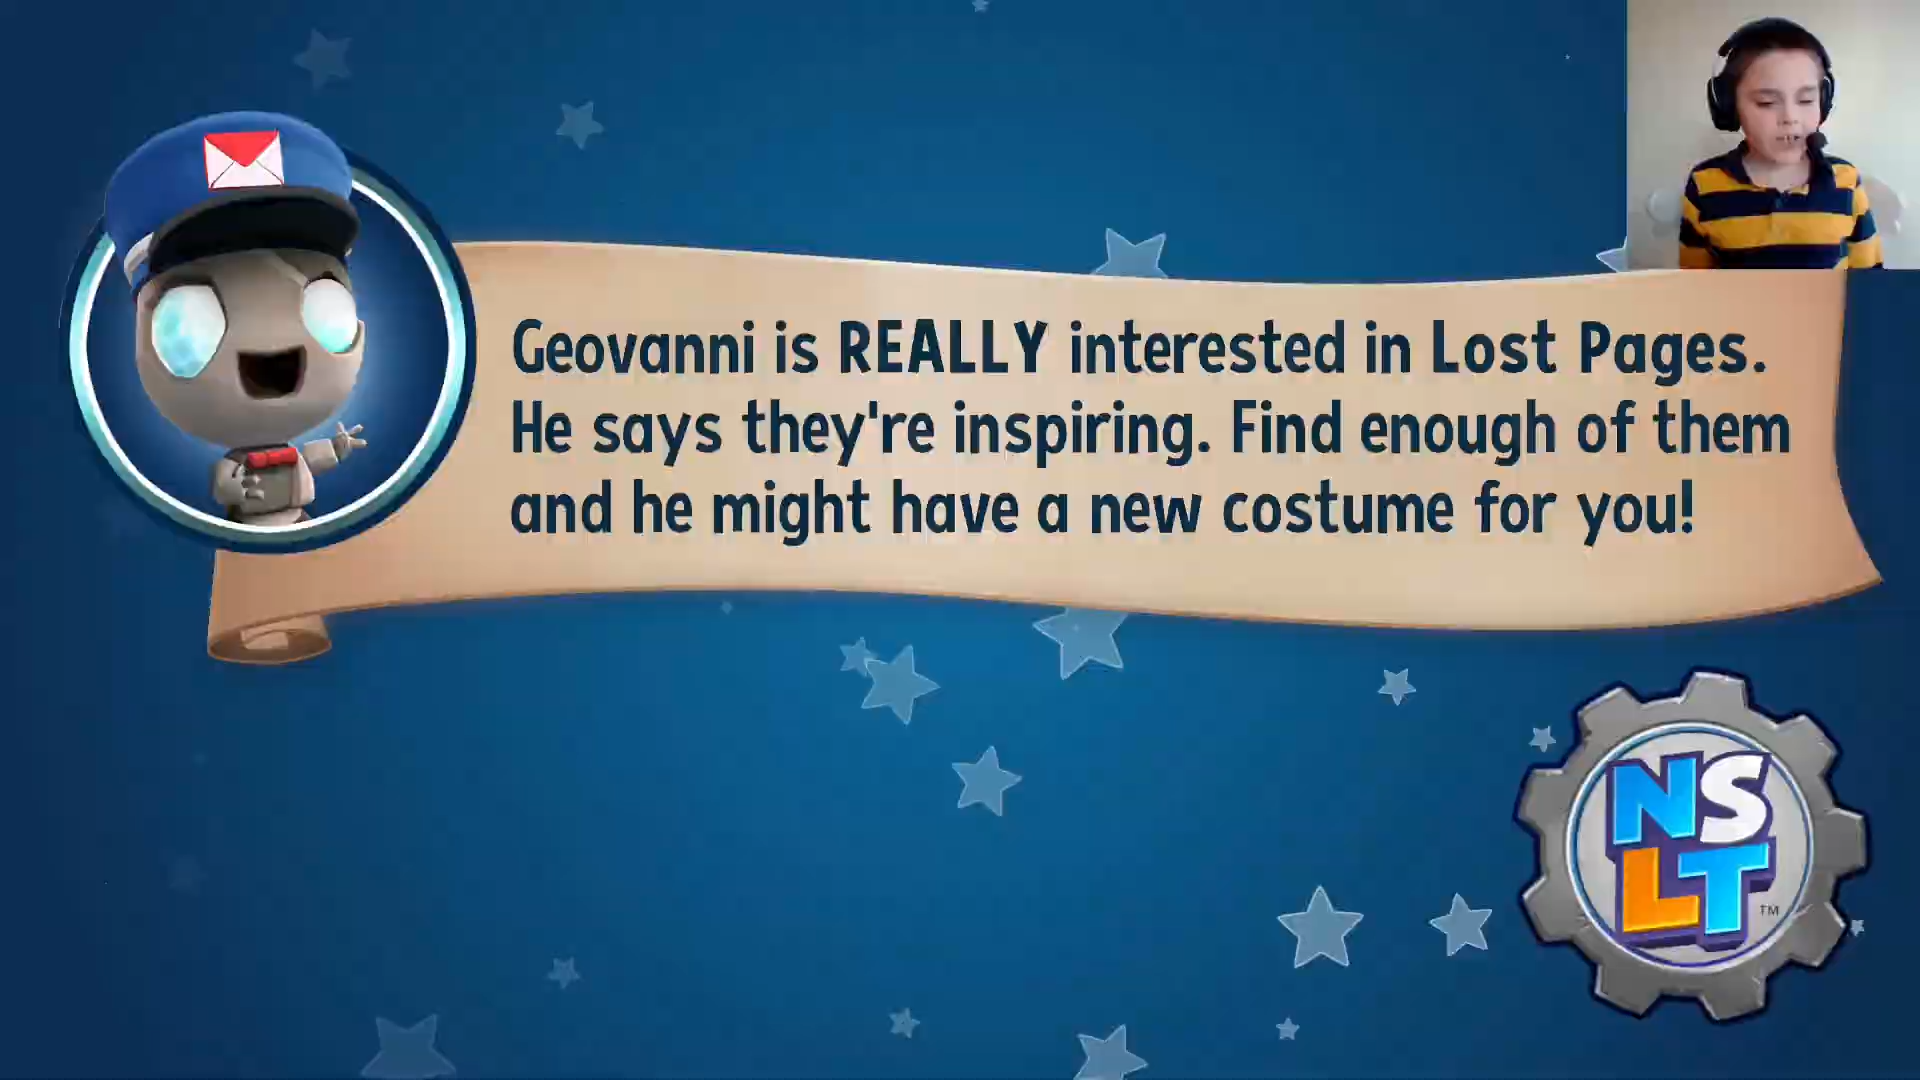 Geovanni is REALLY interested in Lost Pages.
He says they're inspiring. Find enough of them
and he might have a new costume for you!
NS
LT
TM